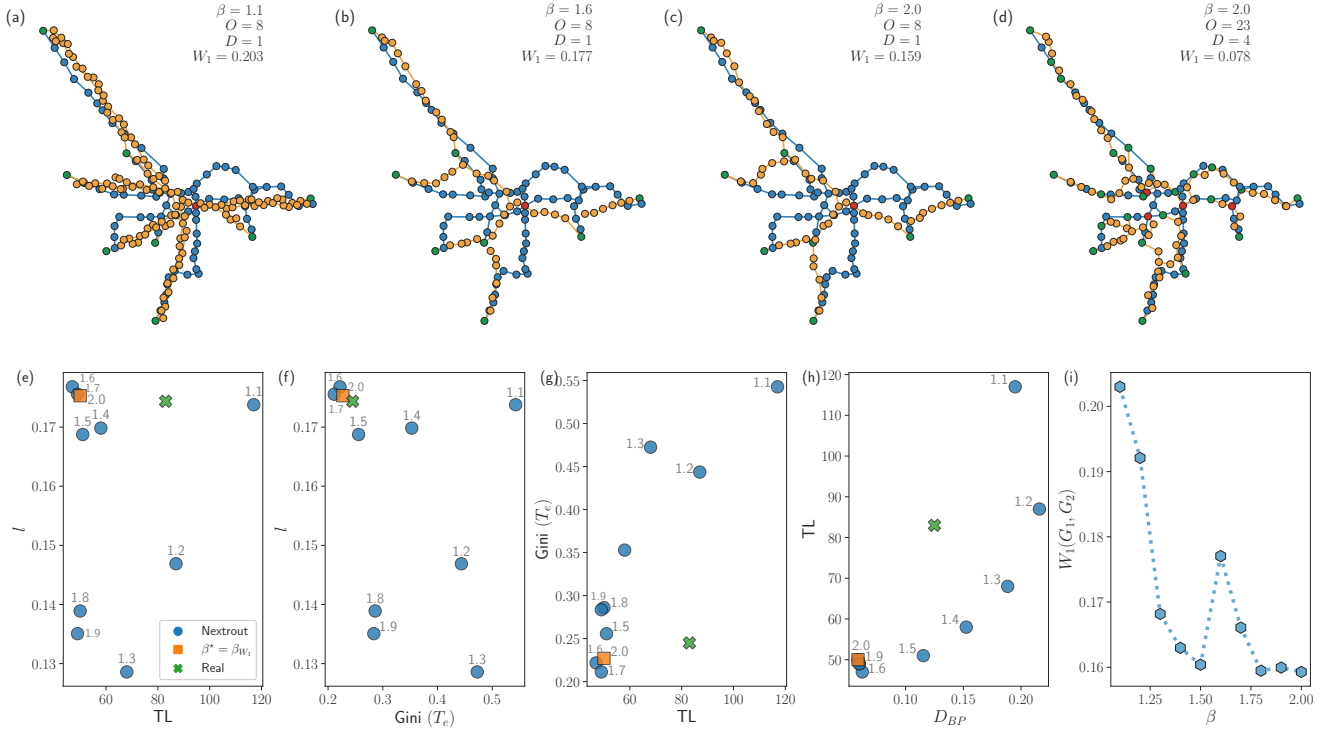 (a)
β = 1.1
O = 8
D = 1
W₁ = 0.203
(b)
β = 1.6
O = 8
D = 1
W₁ = 0.177
(c)
β = 2.0
O = 8
D = 1
W₁ = 0.159
(d)
β = 2.0
O = 23
D = 4
W₁ = 0.078
(e)
1.6
1.7
2.0
1.1
1.5
1.4
1.2
1.8
1.9
1.3
Nextrout
β* = β_W₁
Real
0.17
0.16
0.15
0.14
0.13
l
60
80
100
120
TL
(f)
1.6
2.0
1.7
1.1
1.5
1.4
1.2
1.8
1.9
1.3
0.17
0.16
0.15
0.14
0.13
l
0.2
0.3
0.4
0.5
Gini (Tₑ)
(g)
1.1
1.3
1.2
1.9
1.8
1.5
1.6
2.0
1.7
0.55
0.50
0.45
0.40
0.35
0.30
0.25
0.20
Gini (Tₑ)
60
80
100
120
TL
(h)
1.1
1.2
1.3
1.4
1.5
2.0
1.9
1.6
120
110
100
90
80
70
60
50
TL
0.10
0.15
0.20
D_BP
(i)
0.20
0.19
0.18
0.17
0.16
W₁(G₁, G₂)
1.25
1.50
1.75
2.00
β